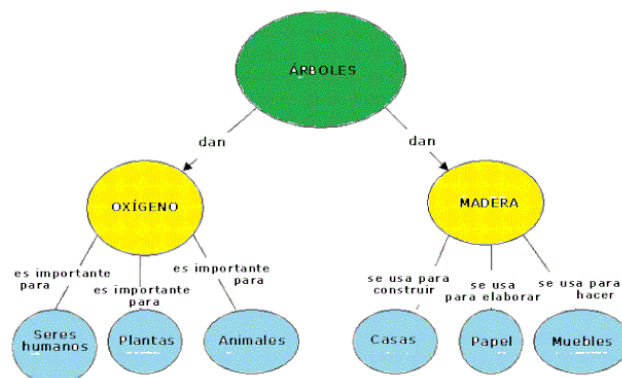 ÁRBOLES
dan
dan
OXÍGENO
MADERA
es importante
para
es importante
para
es importante
para
se usa para
construir
se usa
para elaborar
se usa para
hacer
Seres
humanos
Plantas
Animales
Casas
Papel
Muebles